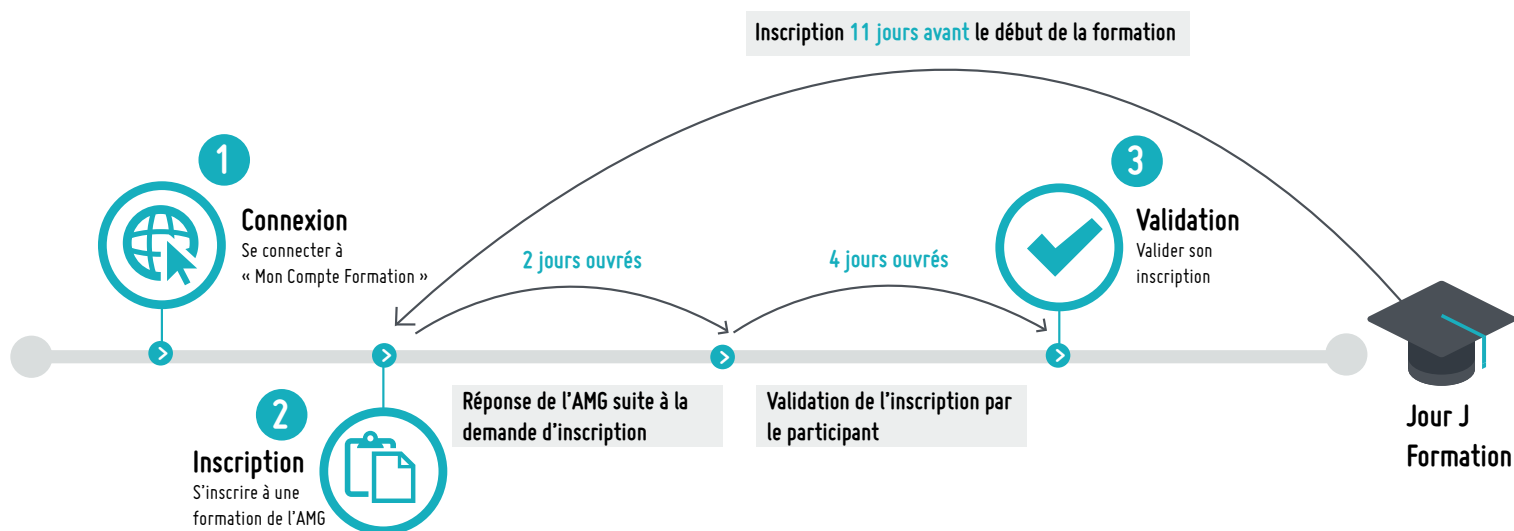 Inscription 11 jours avant le début de la formation
1
Connexion
Se connecter à
« Mon Compte Formation »
2 jours ouvrés
4 jours ouvrés
3
Validation
Valider son
inscription
2
Inscription
S'inscrire à une
formation de l'AMG
Réponse de l'AMG suite à la
demande d'inscription
Validation de l'inscription par
le participant
Jour J
Formation